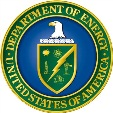 DEPARTMENT OF ENERGY
UNITED STATES OF AMERICA